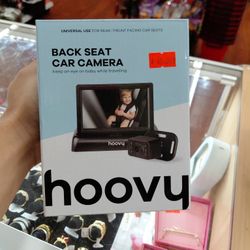 UNIVERSAL USE FOR REAR / FRONT FACING CAR SEATS
BACK SEAT
CAR CAMERA
keep an eye on baby while traveling
hoovy